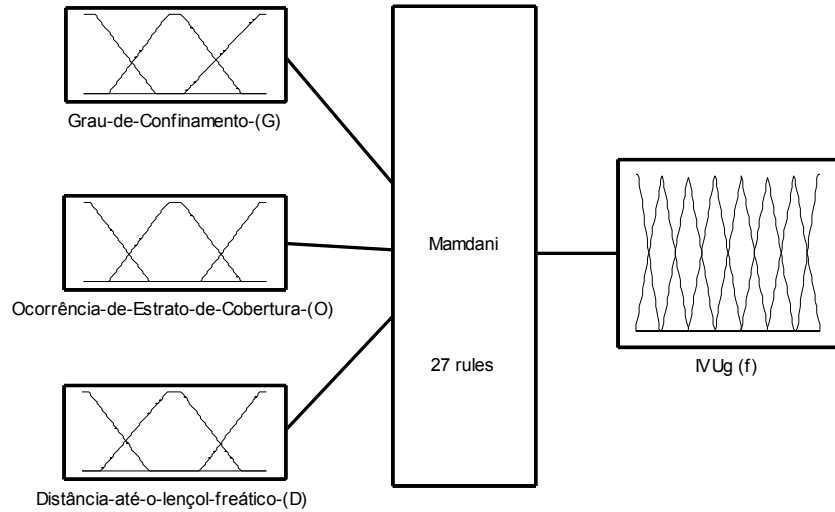 Grau-de-Confinamento-(G)
Ocorrência-de-Estrato-de-Cobertura-(O)
Distância-até-o-lençol-freático-(D)
Mamdani
27 rules
IVUg (f)